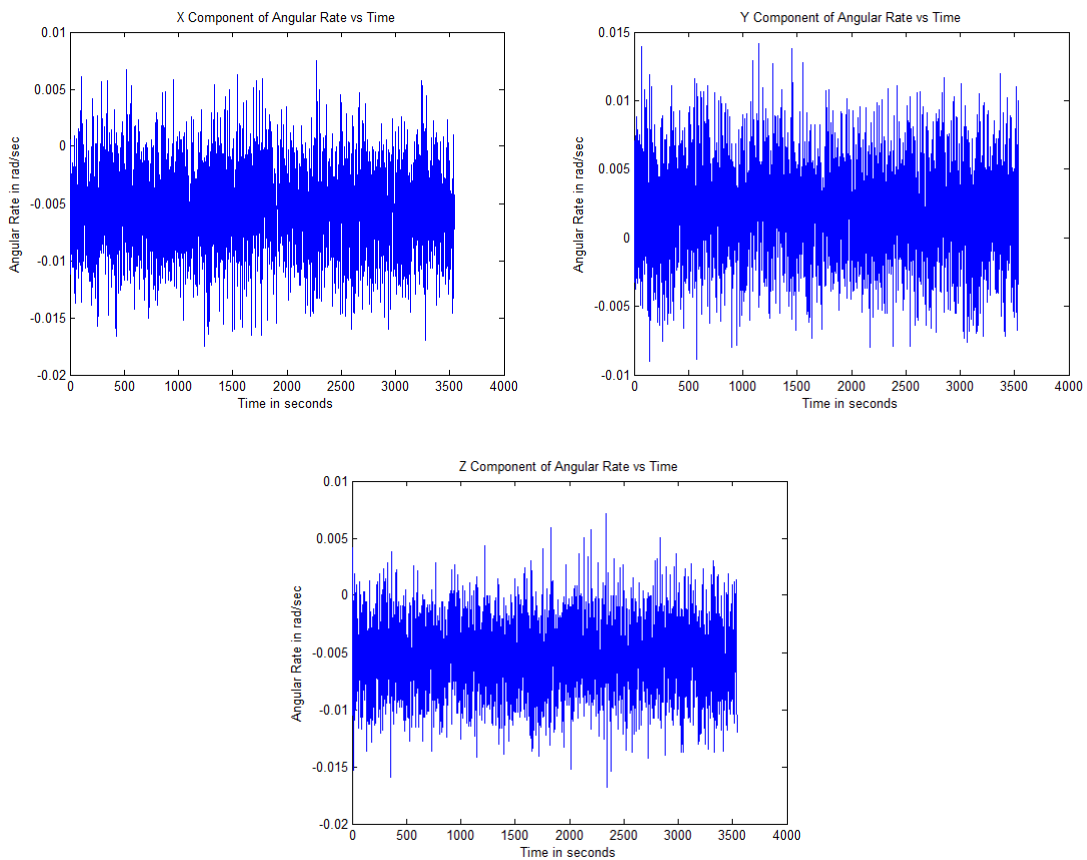 X Component of Angular Rate vs Time
0.01
0.005
0
-0.005
-0.01
-0.015
-0.02
Angular Rate in rad/sec
0 500 1000 1500 2000 2500 3000 3500 4000
Time in seconds
Y Component of Angular Rate vs Time
0.015
0.01
0.005
0
-0.005
-0.01
Angular Rate in rad/sec
0 500 1000 1500 2000 2500 3000 3500 4000
Time in seconds
Z Component of Angular Rate vs Time
0.01
0.005
0
-0.005
-0.01
-0.015
-0.02
Angular Rate in rad/sec
0 500 1000 1500 2000 2500 3000 3500 4000
Time in seconds